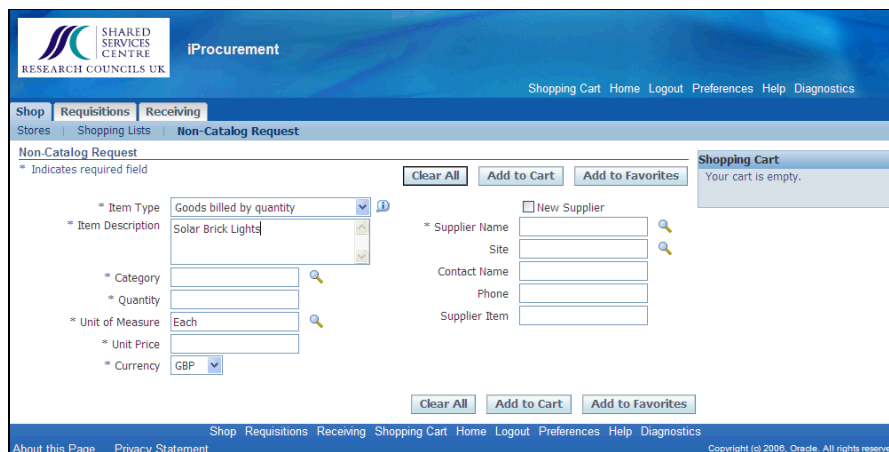 SHARED
SERVICES
CENTRE
RESEARCH COUNCILS UK
iProcurement
Shopping Cart Home Logout Preferences Help Diagnostics
Shop Requisitions Receiving
Stores | Shopping Lists | Non-Catalog Request
Non-Catalog Request
* Indicates required field
Clear All Add to Cart Add to Favorites
Shopping Cart
Your cart is empty.
* Item Type Goods billed by quantity
New Supplier
* Item Description Solar Brick Lights
* Supplier Name
Site
* Category
Contact Name
* Quantity
Phone
* Unit of Measure Each
Supplier Item
* Unit Price
* Currency GBP
Clear All Add to Cart Add to Favorites
Shop Requisitions Receiving Shopping Cart Home Logout Preferences Help Diagnostics
About this Page Privacy Statement Copyright (c) 2006, Oracle. All rights reserve